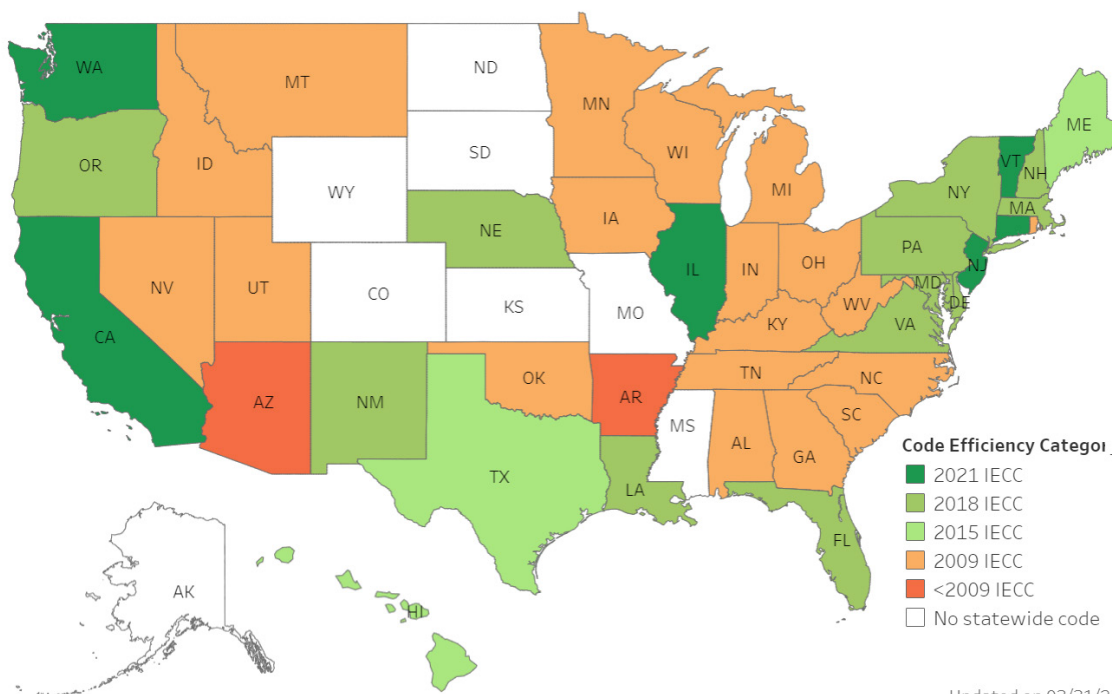 WA
MT
ND
MN
ME
OR
ID
SD
WI
VT
NH
WY
MI
NY
MA
IA
NE
PA
NV
UT
CO
IL
IN
OH
NJ
KS
MO
MD
DE
WV
VA
CA
KY
AZ
NM
OK
AR
TN
NC
MS
AL
SC
GA
TX
LA
FL
AK
HI
Code Efficiency Categor
2021 IECC
2018 IECC
2015 IECC
2009 IECC
<2009 IECC
No statewide code